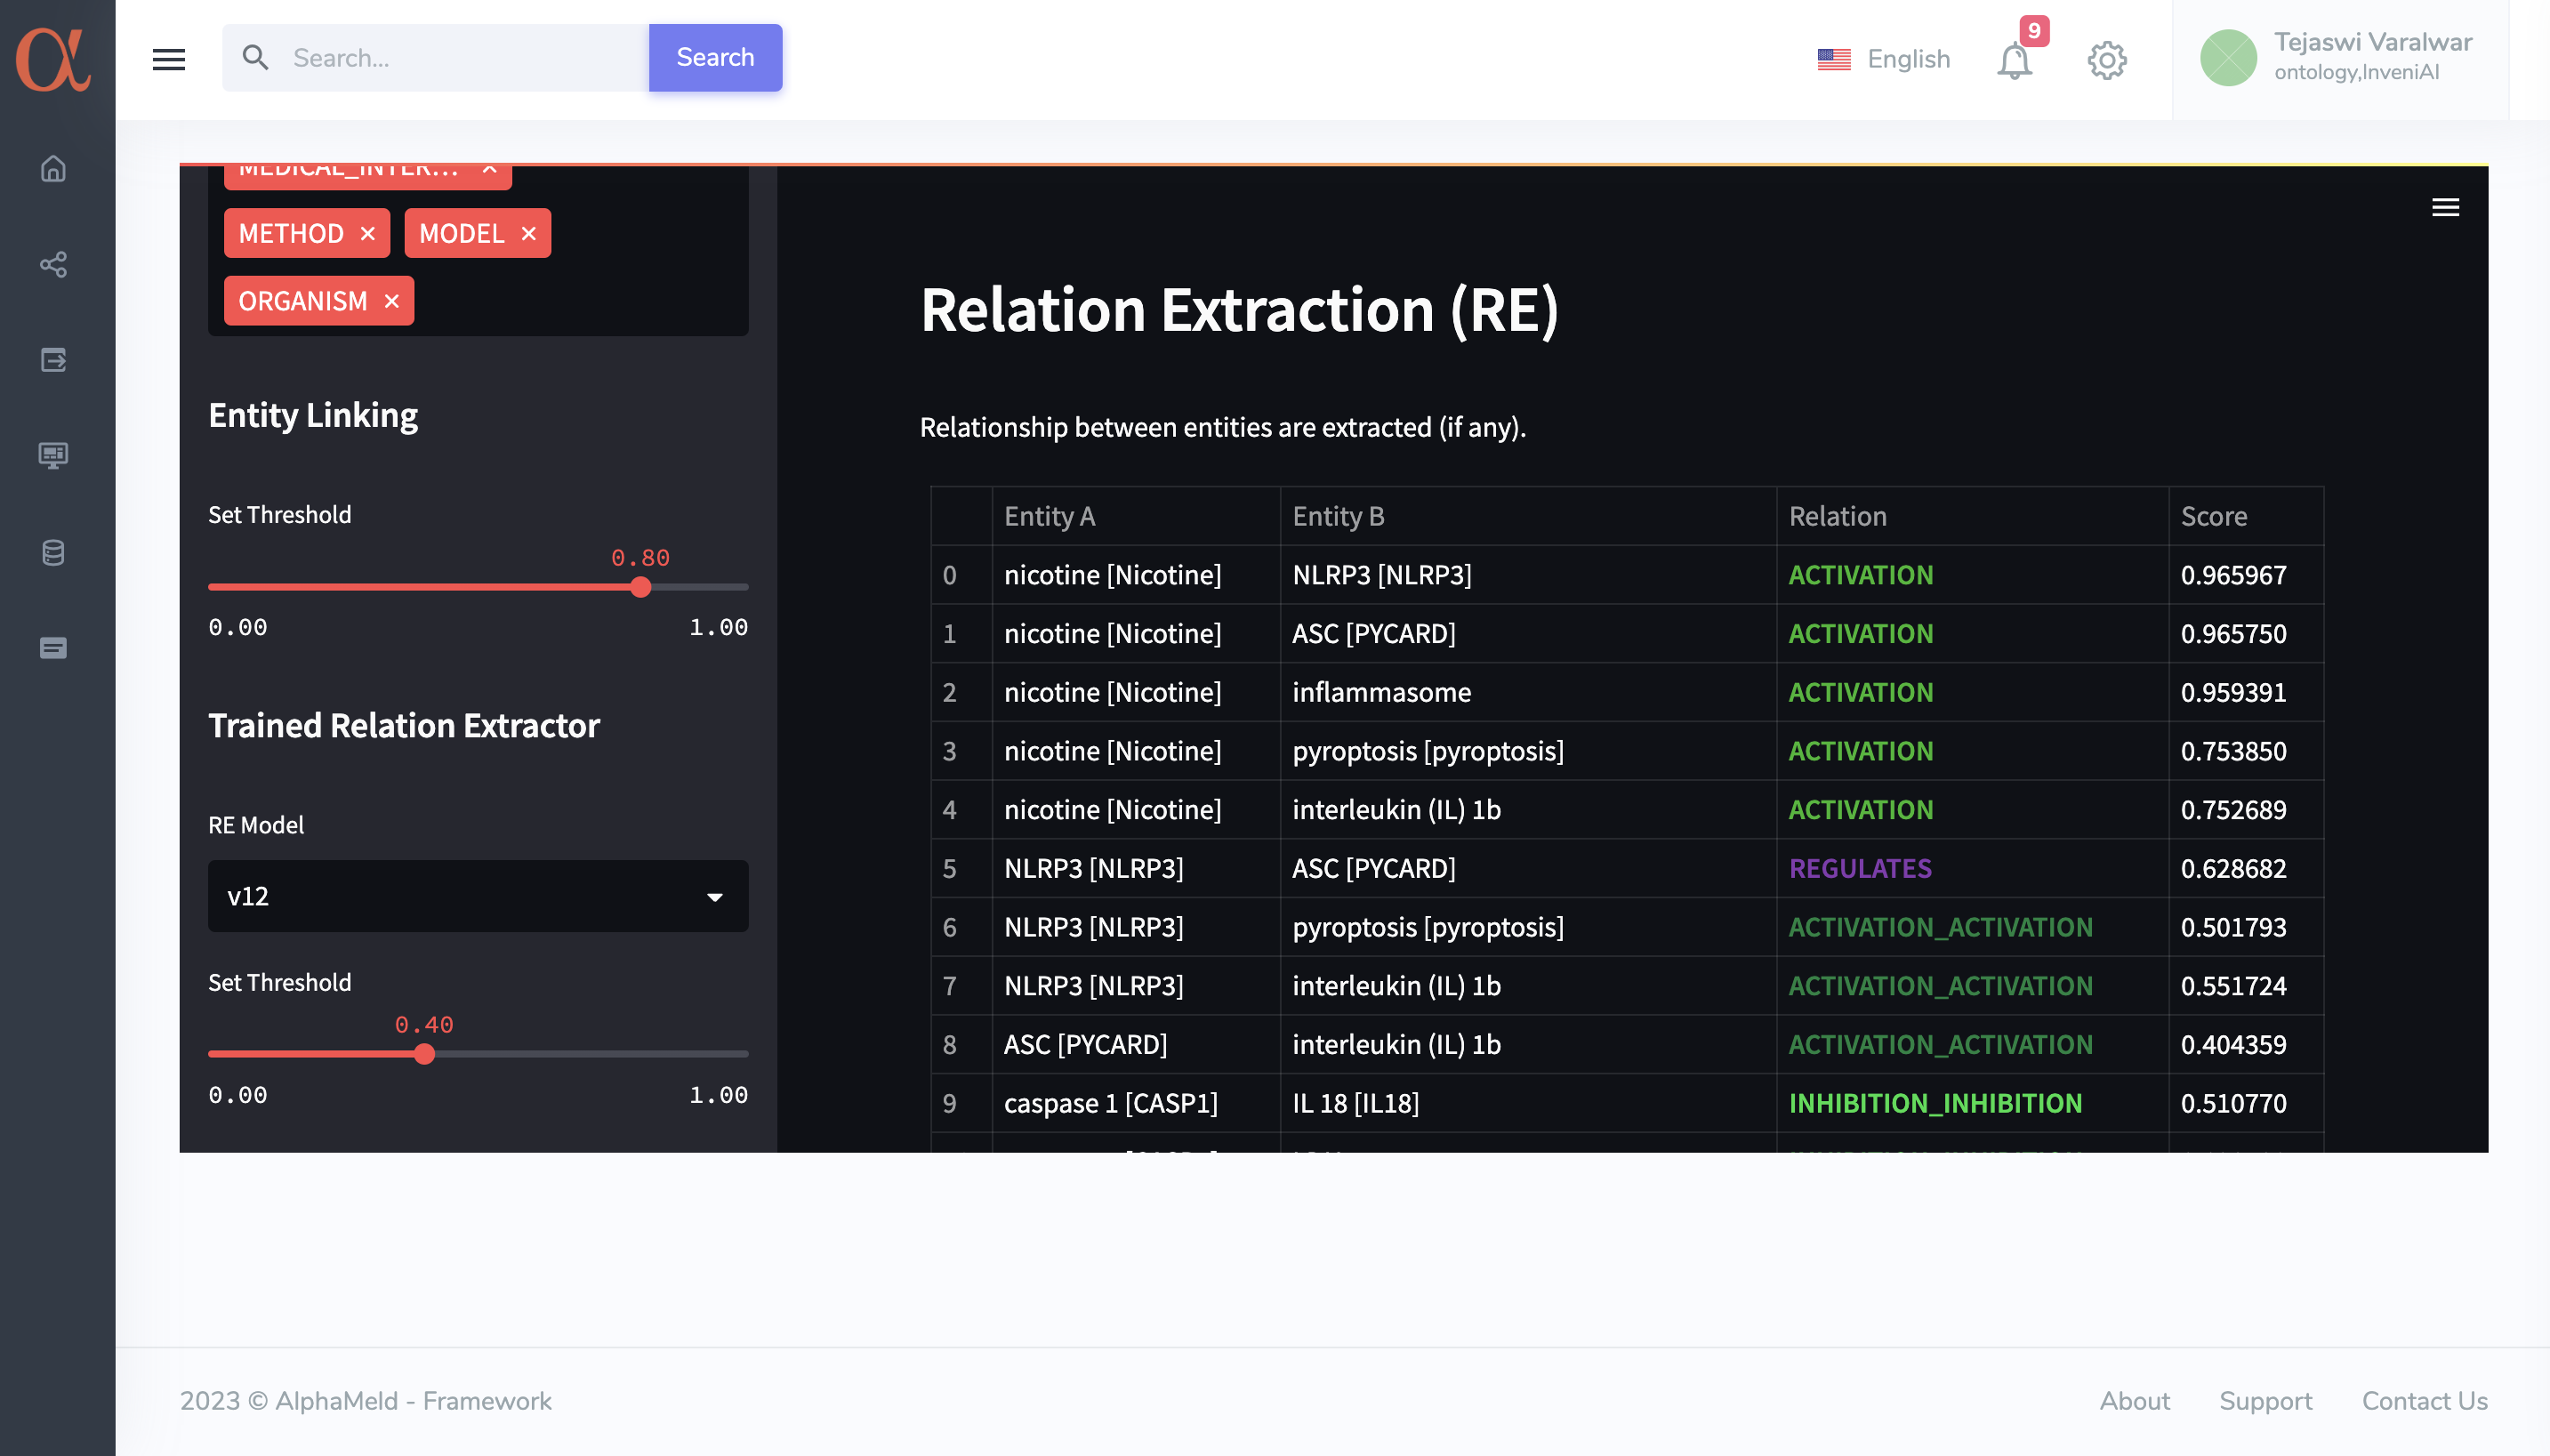 Search...
Search
English
9
Tejaswi Varalwar
ontology,InveniAI
MEDICAL_INTER...
METHOD
MODEL
ORGANISM
Entity Linking
Set Threshold
0.80
0.00 1.00
Trained Relation Extractor
RE Model
v12
Set Threshold
0.40
0.00 1.00
Relation Extraction (RE)
Relationship between entities are extracted (if any).
Entity A Entity B Relation Score
0 nicotine [Nicotine] NLRP3 [NLRP3] ACTIVATION 0.965967
1 nicotine [Nicotine] ASC [PYCARD] ACTIVATION 0.965750
2 nicotine [Nicotine] inflammasome ACTIVATION 0.959391
3 nicotine [Nicotine] pyroptosis [pyroptosis] ACTIVATION 0.753850
4 nicotine [Nicotine] interleukin (IL) 1b ACTIVATION 0.752689
5 NLRP3 [NLRP3] ASC [PYCARD] REGULATES 0.628682
6 NLRP3 [NLRP3] pyroptosis [pyroptosis] ACTIVATION_ACTIVATION 0.501793
7 NLRP3 [NLRP3] interleukin (IL) 1b ACTIVATION_ACTIVATION 0.551724
8 ASC [PYCARD] interleukin (IL) 1b ACTIVATION_ACTIVATION 0.404359
9 caspase 1 [CASP1] IL 18 [IL18] INHIBITION_INHIBITION 0.510770
2023 © AlphaMeld - Framework
About Support Contact Us